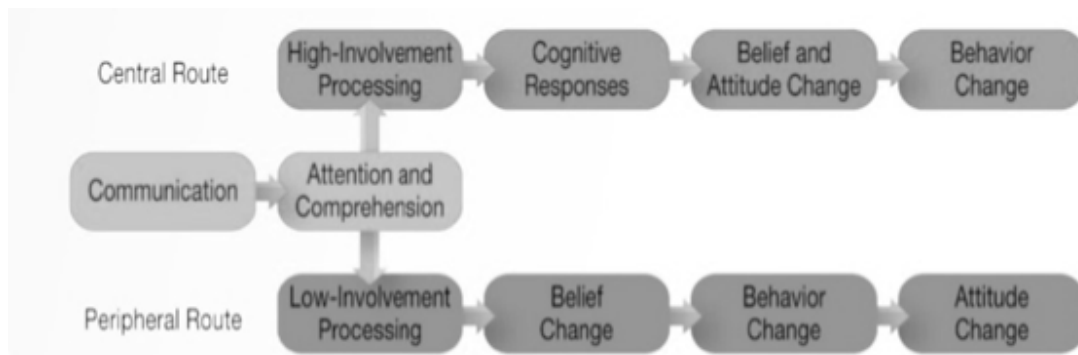 Central Route
High-Involvement
Processing
Cognitive
Responses
Belief and
Attitude Change
Behavior
Change
Communication
Attention and
Comprehension
Peripheral Route
Low-Involvement
Processing
Belief
Change
Behavior
Change
Attitude
Change